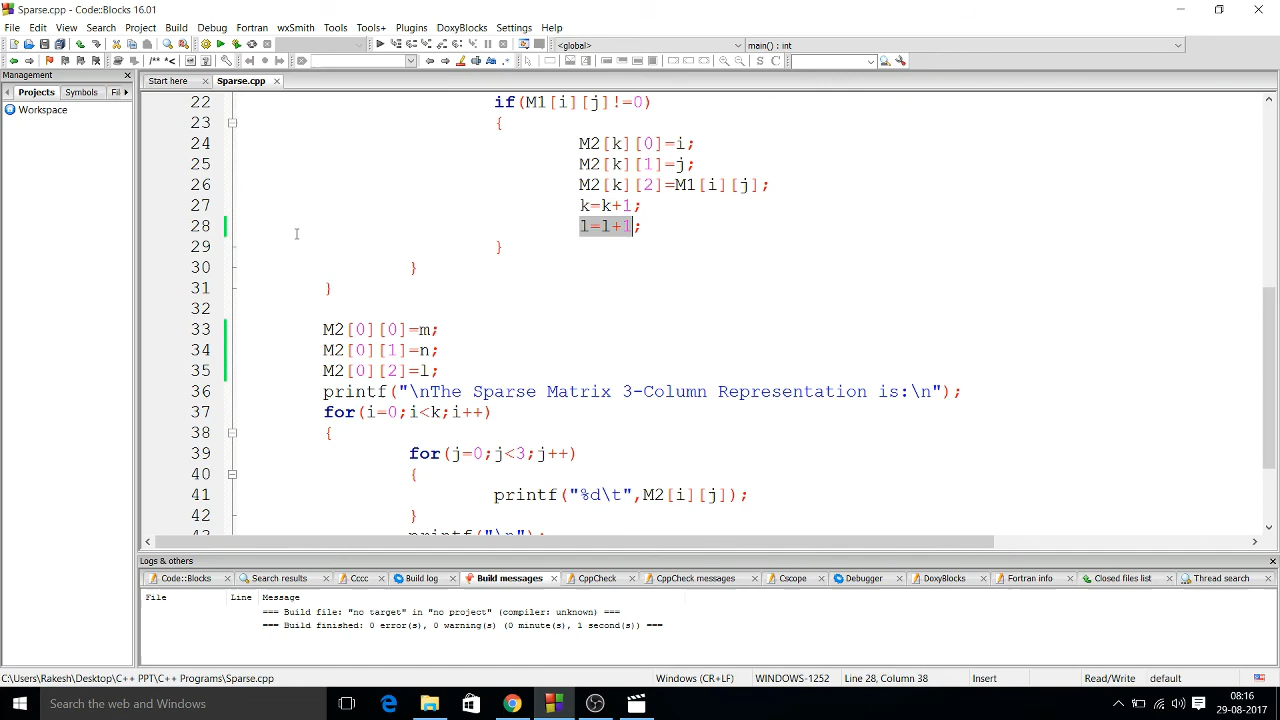 Sparse.cpp - Code::Blocks 16.01
File Edit View Search Project Build Debug Fortran wxSmith Tools Tools+ Plugins DoxyBlocks Settings Help
<global> main() : int
Management
Projects Symbols Fil
Workspace
Start here Sparse.cpp
22 if(M1[i][j]!=0)
23 {
24 M2[k][0]=i;
25 M2[k][1]=j;
26 M2[k][2]=M1[i][j];
27 k=k+1;
28 l=l+1;
29 }
30 }
31 }
32
33 M2[0][0]=m;
34 M2[0][1]=n;
35 M2[0][2]=l;
36 printf("\nThe Sparse Matrix 3-Column Representation is:\n");
37 for(i=0;i<k;i++)
38 {
39 for(j=0;j<3;j++)
40 {
41 printf("%d\t",M2[i][j]);
42 }
43 printf("\n");
Logs & others
Code::Blocks Search results Cccc Build log Build messages CppCheck CppCheck messages Cscope Debugger DoxyBlocks Fortran info Closed files list Thread search
File Line Message
=== Build file: "no target" in "no project" (compiler: unknown) ===
=== Build finished: 0 error(s), 0 warning(s) (0 minute(s), 1 second(s)) ===
C:\Users\Rakesh\Desktop\C++ PPT\C++ Programs\Sparse.cpp Windows (CR+LF) WINDOWS-1252 Line 28, Column 38 Insert Read/Write default
Search the web and Windows
08:16
29-08-2017